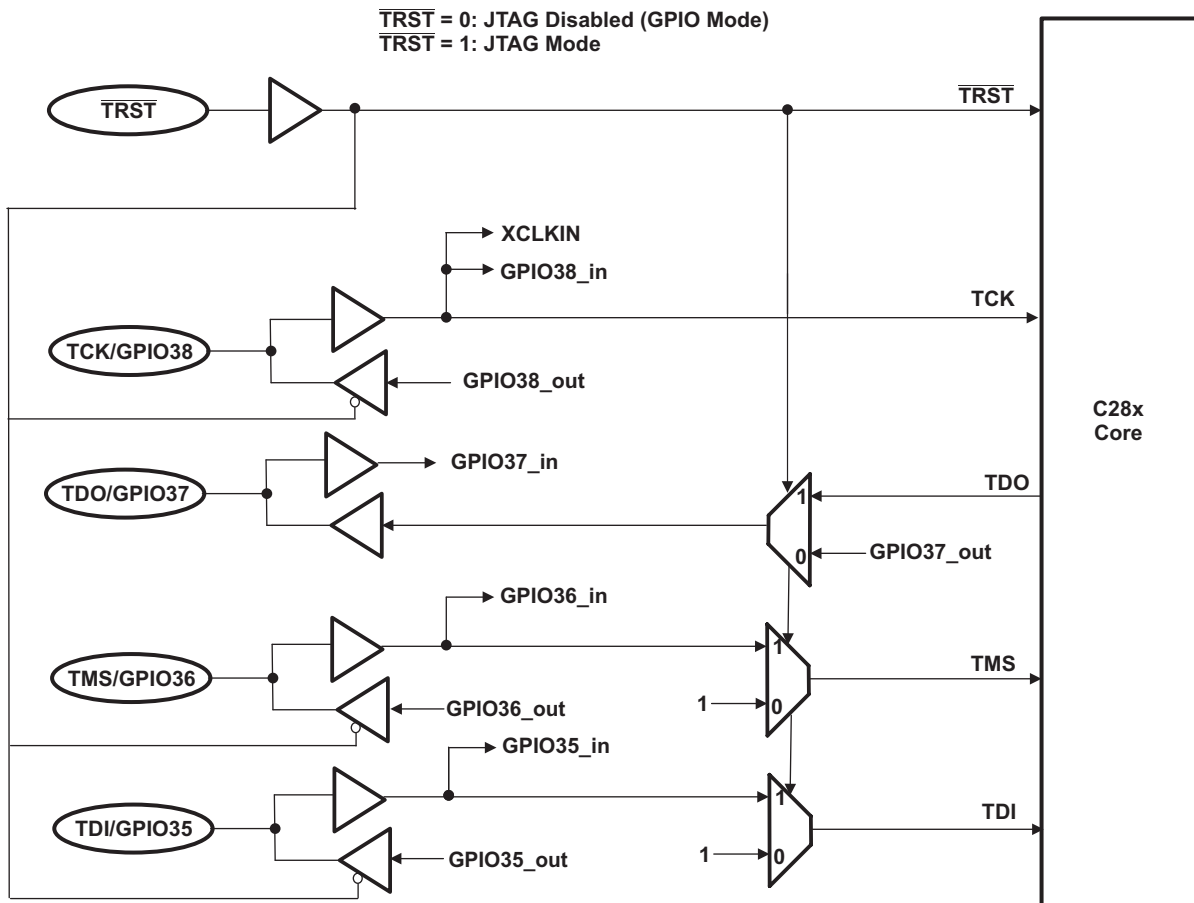 TRST = 0: JTAG Disabled (GPIO Mode)
TRST = 1: JTAG Mode
TRST
TRST
XCLKIN
GPIO38_in
TCK
TCK/GPIO38
GPIO38_out
C28x
Core
GPIO37_in
TDO/GPIO37
1
TDO
0
GPIO37_out
GPIO36_in
1
TMS/GPIO36
TMS
GPIO36_out
1
0
GPIO35_in
1
TDI/GPIO35
TDI
GPIO35_out
1
0